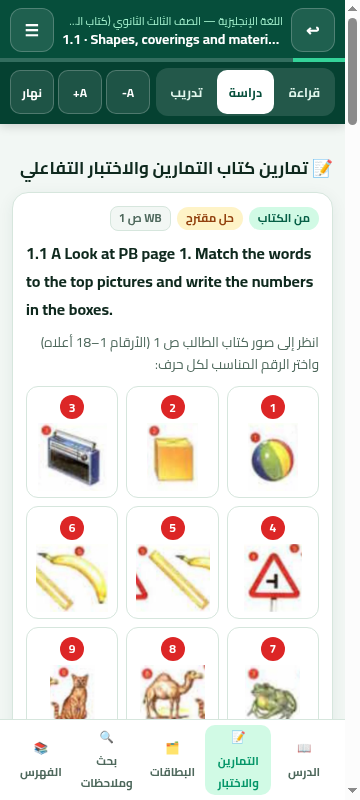 اللغة الإنجليزية — الصف الثالث الثانوي (كتاب الـ...
1.1 · Shapes, coverings and materi...
↩
☰
قراءة
دراسة
تدريب
A-
A+
نهار
📝 تمارين كتاب التمارين والاختبار التفاعلي
من الكتاب
حل مقترح
WB ص 1
1.1 A Look at PB page 1. Match the words
to the top pictures and write the numbers
in the boxes.
انظر إلى صور كتاب الطالب ص 1 (الأرقام 1–18 أعلاه)
واختر الرقم المناسب لكل حرف:
1
2
3
4
5
6
7
8
9
الدرس
التمارين
والاختبار
البطاقات
بحث
وملاحظات
الفهرس